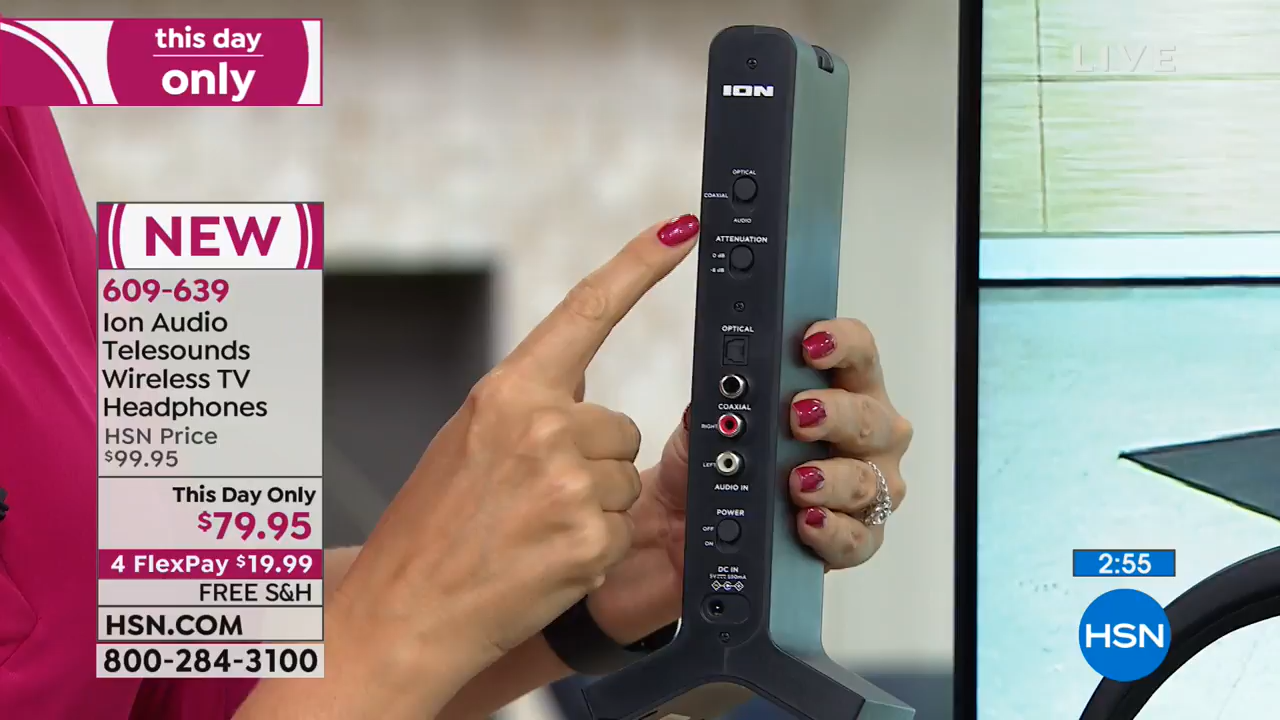 this day
only
LIVE
NEW
609-639
Ion Audio
Telesounds
Wireless TV
Headphones
HSN Price
$99.95
This Day Only
$79.95
4 FlexPay $19.99
FREE S&H
HSN.COM
800-284-3100
ION
OPTICAL
COAXIAL
AUDIO
ATTENUATION
0 dB
-6 dB
OPTICAL
COAXIAL
RIGHT
LEFT
AUDIO IN
POWER
OFF
ON
DC IN
5V 500mA
2:55
HSN